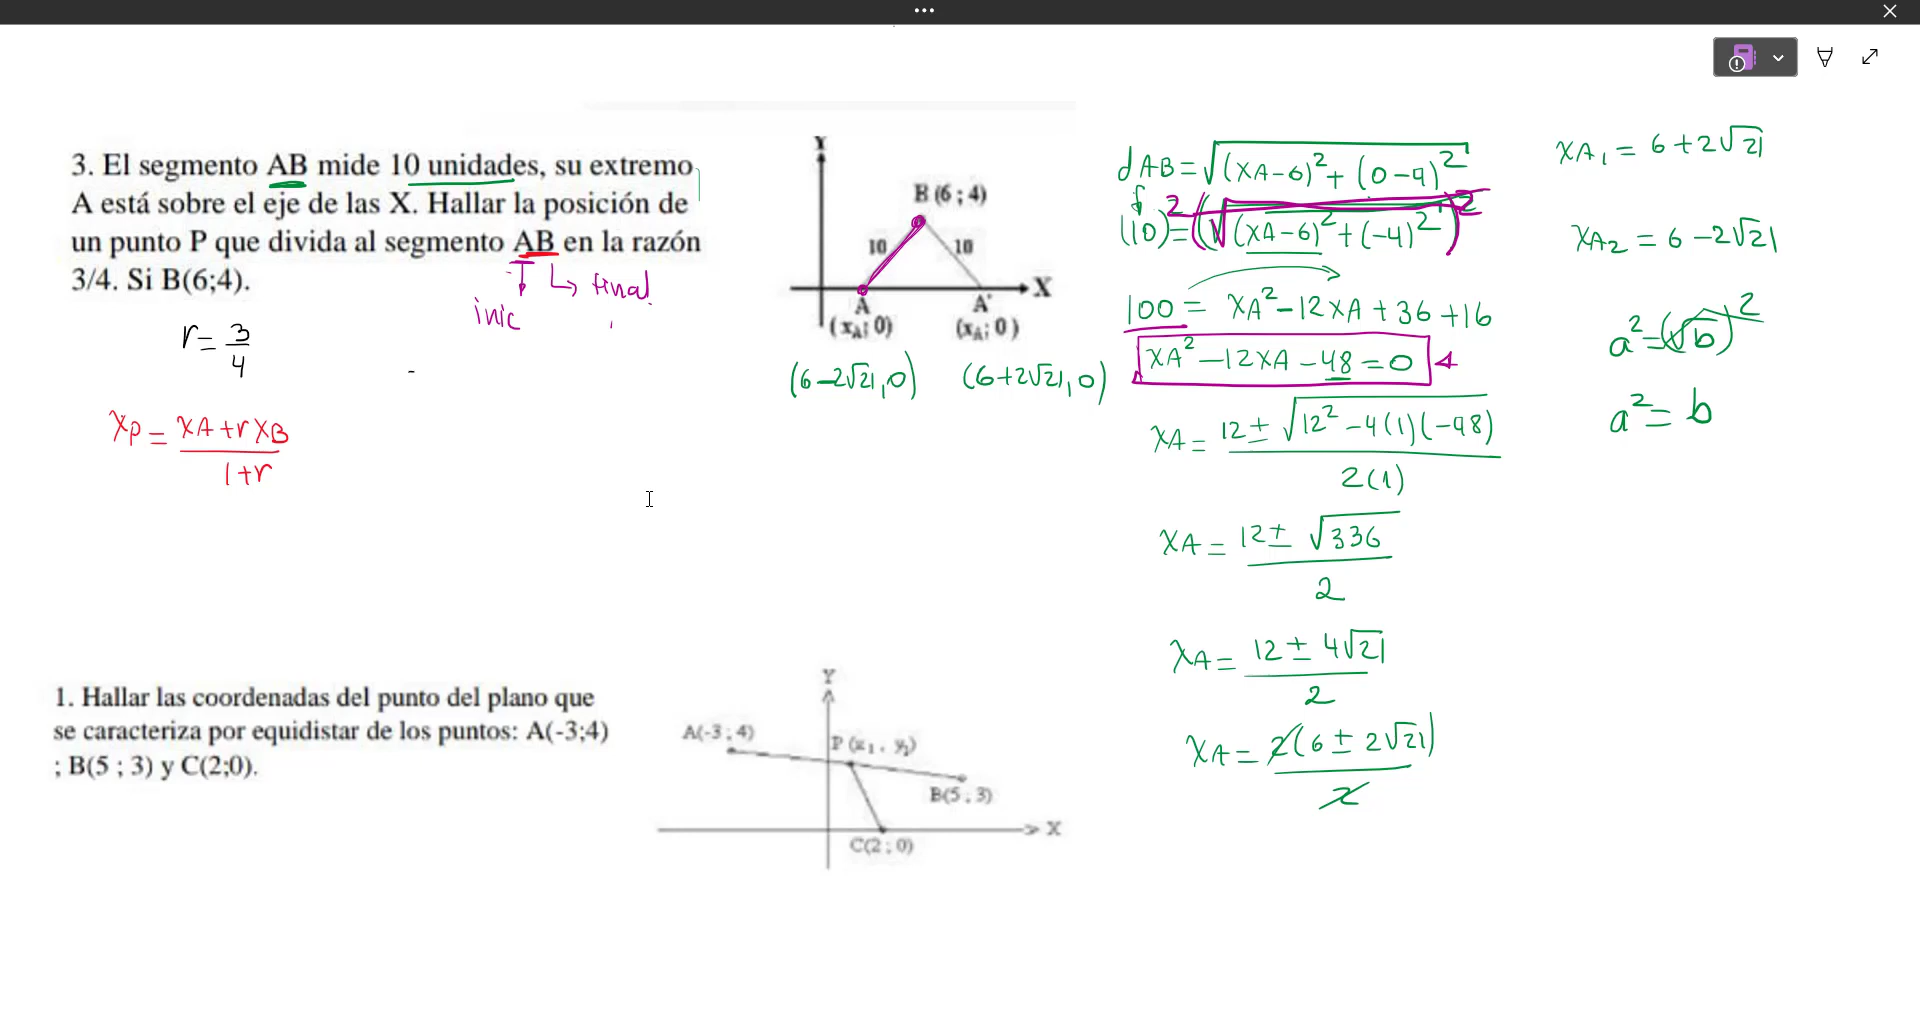 3. El segmento AB mide 10 unidades, su extremo
A está sobre el eje de las X. Hallar la posición de
un punto P que divida al segmento AB en la razón
3/4. Si B(6;4).
inic
final
r = 3/4
xp = xA + r xB / 1 + r
Y
B (6 ; 4)
10 10
X
A A'
(xA; 0) (xA; 0)
(6 - 2√21, 0) (6 + 2√21, 0)
dAB = √(xA - 6)² + (0 - 4)²
(10)² = (√(xA - 6)² + (-4)²)²
100 = xA² - 12xA + 36 + 16
xA² - 12xA - 48 = 0
xA = 12 ± √12² - 4(1)(-48) / 2(1)
xA = 12 ± √336 / 2
xA = 12 ± 4√21 / 2
xA = 2(6 ± 2√21) / 2
xA1 = 6 + 2√21
xA2 = 6 - 2√21
a² = (√b)²
a² = b
1. Hallar las coordenadas del punto del plano que
se caracteriza por equidistar de los puntos: A(-3;4)
; B(5 ; 3) y C(2;0).
Y
A(-3 ; 4)
P (x₁ , y₁)
B(5 ; 3)
X
C(2 ; 0)